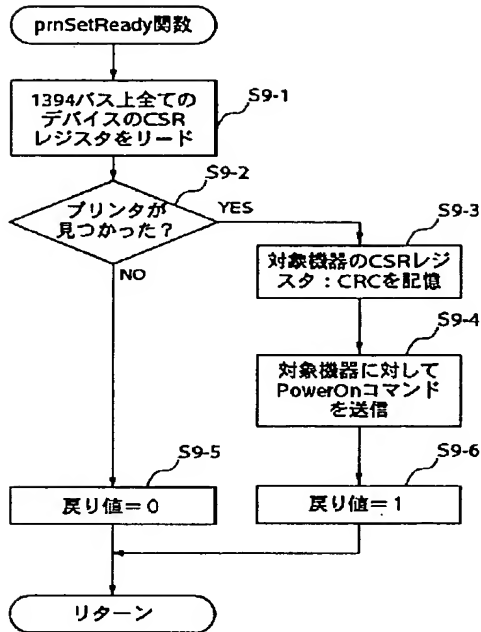 prnSetReady関数
1394バス上全ての
デバイスのCSR
レジスタをリード
S9-1
プリンタが
見つかった？
S9-2
YES
NO
S9-3
対象機器のCSRレジ
スタ：CRCを記憶
S9-4
対象機器に対して
PowerOnコマンド
を送信
S9-5
戻り値＝0
S9-6
戻り値＝1
リターン